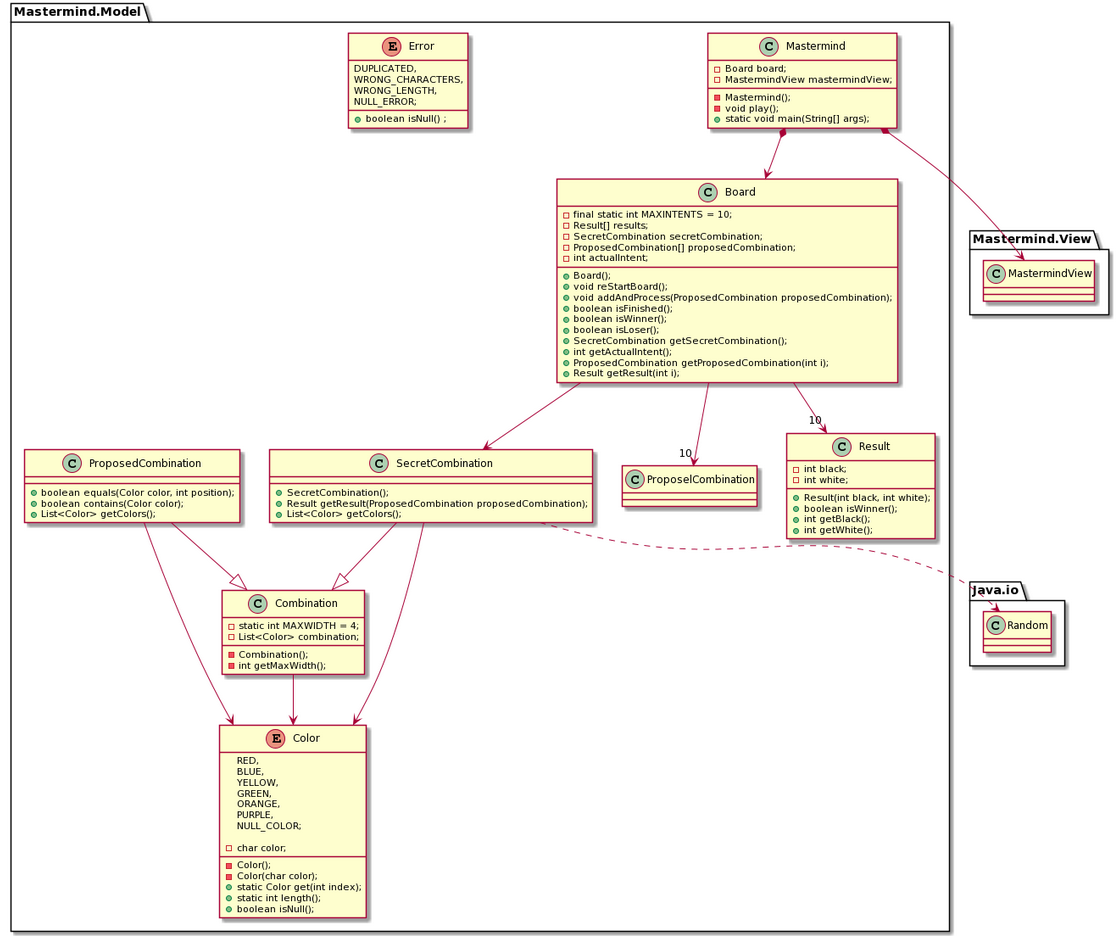 Mastermind.Model
E Error
DUPLICATED,
WRONG_CHARACTERS,
WRONG_LENGTH,
NULL_ERROR;
boolean isNull() ;
C Mastermind
Board board;
MastermindView mastermindView;
Mastermind();
void play();
static void main(String[] args);
C Board
final static int MAXINTENTS = 10;
Result[] results;
SecretCombination secretCombination;
ProposedCombination[] proposedCombination;
int actualIntent;
Board();
void reStartBoard();
void addAndProcess(ProposedCombination proposedCombination);
boolean isFinished();
boolean isWinner();
boolean isLoser();
SecretCombination getSecretCombination();
int getActualIntent();
ProposedCombination getProposedCombination(int i);
Result getResult(int i);
Mastermind.View
C MastermindView
C ProposedCombination
boolean equals(Color color, int position);
boolean contains(Color color);
List<Color> getColors();
C SecretCombination
SecretCombination();
Result getResult(ProposedCombination proposedCombination);
List<Color> getColors();
10
C ProposelCombination
10
C Result
int black;
int white;
Result(int black, int white);
boolean isWinner();
int getBlack();
int getWhite();
C Combination
static int MAXWIDTH = 4;
List<Color> combination;
Combination();
int getMaxWidth();
Java.io
C Random
E Color
RED,
BLUE,
YELLOW,
GREEN,
ORANGE,
PURPLE,
NULL_COLOR;
char color;
Color();
Color(char color);
static Color get(int index);
static int length();
boolean isNull();